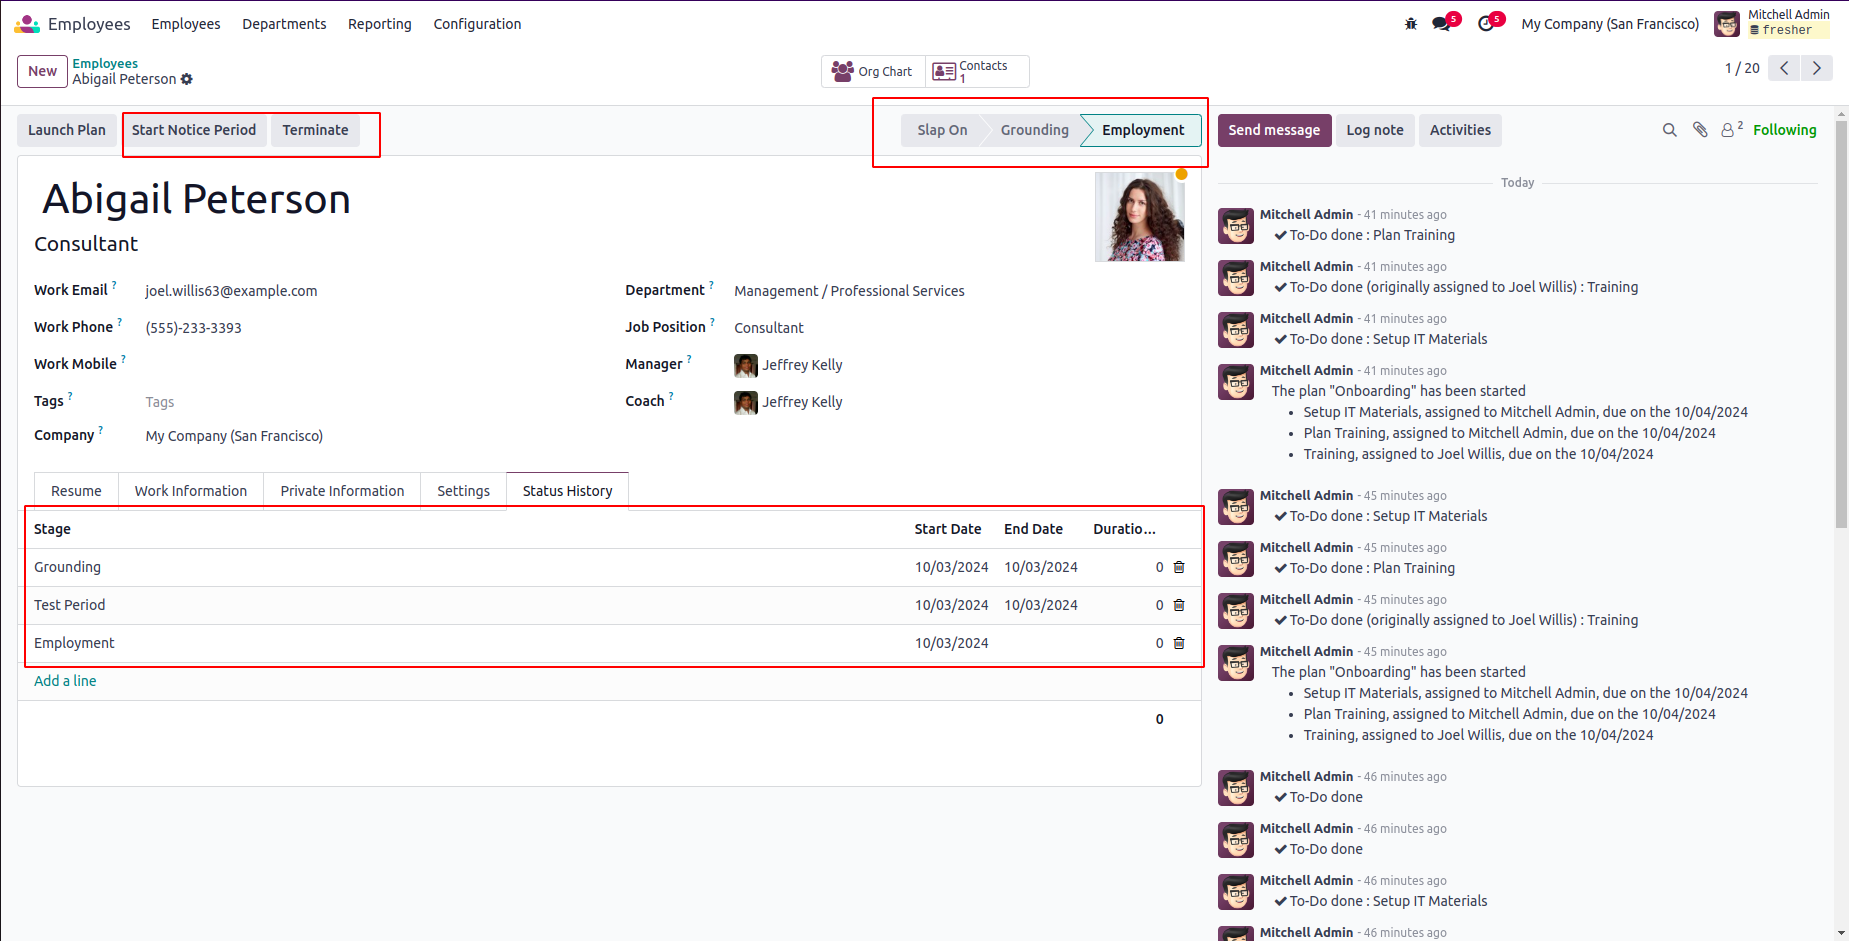 Employees Employees Departments Reporting Configuration 5 5 My Company (San Francisco) Mitchell Admin
fresher
New Employees
Abigail Peterson
Org Chart Contacts
1
1 / 20
Launch Plan Start Notice Period Terminate Slap On Grounding Employment Send message Log note Activities 2 Following
Abigail Peterson
Consultant
Work Email ? joel.willis63@example.com Department ? Management / Professional Services
Work Phone ? (555)-233-3393 Job Position ? Consultant
Work Mobile ? Manager ? Jeffrey Kelly
Tags ? Tags Coach ? Jeffrey Kelly
Company ? My Company (San Francisco)
Resume Work Information Private Information Settings Status History
Stage Start Date End Date Duratio...
Grounding 10/03/2024 10/03/2024 0
Test Period 10/03/2024 10/03/2024 0
Employment 10/03/2024 0
Add a line
0
Today
Mitchell Admin - 41 minutes ago
To-Do done : Plan Training
Mitchell Admin - 41 minutes ago
To-Do done (originally assigned to Joel Willis) : Training
Mitchell Admin - 41 minutes ago
To-Do done : Setup IT Materials
Mitchell Admin - 41 minutes ago
The plan "Onboarding" has been started
• Setup IT Materials, assigned to Mitchell Admin, due on the 10/04/2024
• Plan Training, assigned to Mitchell Admin, due on the 10/04/2024
• Training, assigned to Joel Willis, due on the 10/04/2024
Mitchell Admin - 45 minutes ago
To-Do done : Setup IT Materials
Mitchell Admin - 45 minutes ago
To-Do done : Plan Training
Mitchell Admin - 45 minutes ago
To-Do done (originally assigned to Joel Willis) : Training
Mitchell Admin - 45 minutes ago
The plan "Onboarding" has been started
• Setup IT Materials, assigned to Mitchell Admin, due on the 10/04/2024
• Plan Training, assigned to Mitchell Admin, due on the 10/04/2024
• Training, assigned to Joel Willis, due on the 10/04/2024
Mitchell Admin - 46 minutes ago
To-Do done
Mitchell Admin - 46 minutes ago
To-Do done
Mitchell Admin - 46 minutes ago
To-Do done : Setup IT Materials
Mitchell Admin - 46 minutes ago